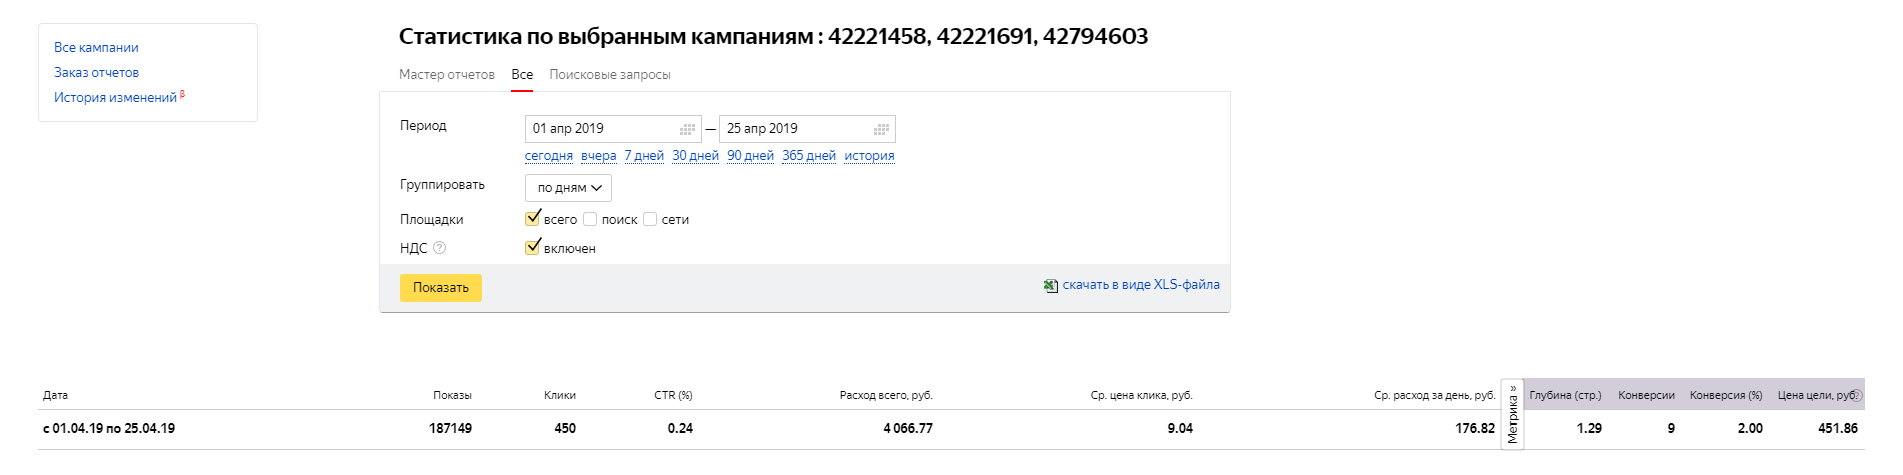 Все кампании
Заказ отчетов
История изменений β
Статистика по выбранным кампаниям : 42221458, 42221691, 42794603
Мастер отчетов Все Поисковые запросы
Период 01 апр 2019 — 25 апр 2019
сегодня вчера 7 дней 30 дней 90 дней 365 дней история
Группировать по дням
Площадки всего поиск сети
НДС ? включен
Показать скачать в виде XLS-файла
Дата Показы Клики CTR (%) Расход всего, руб. Ср. цена клика, руб. Ср. расход за день, руб. Метрика » Глубина (стр.) Конверсии Конверсия (%) Цена цели, руб. ?
с 01.04.19 по 25.04.19 187149 450 0.24 4 066.77 9.04 176.82 1.29 9 2.00 451.86